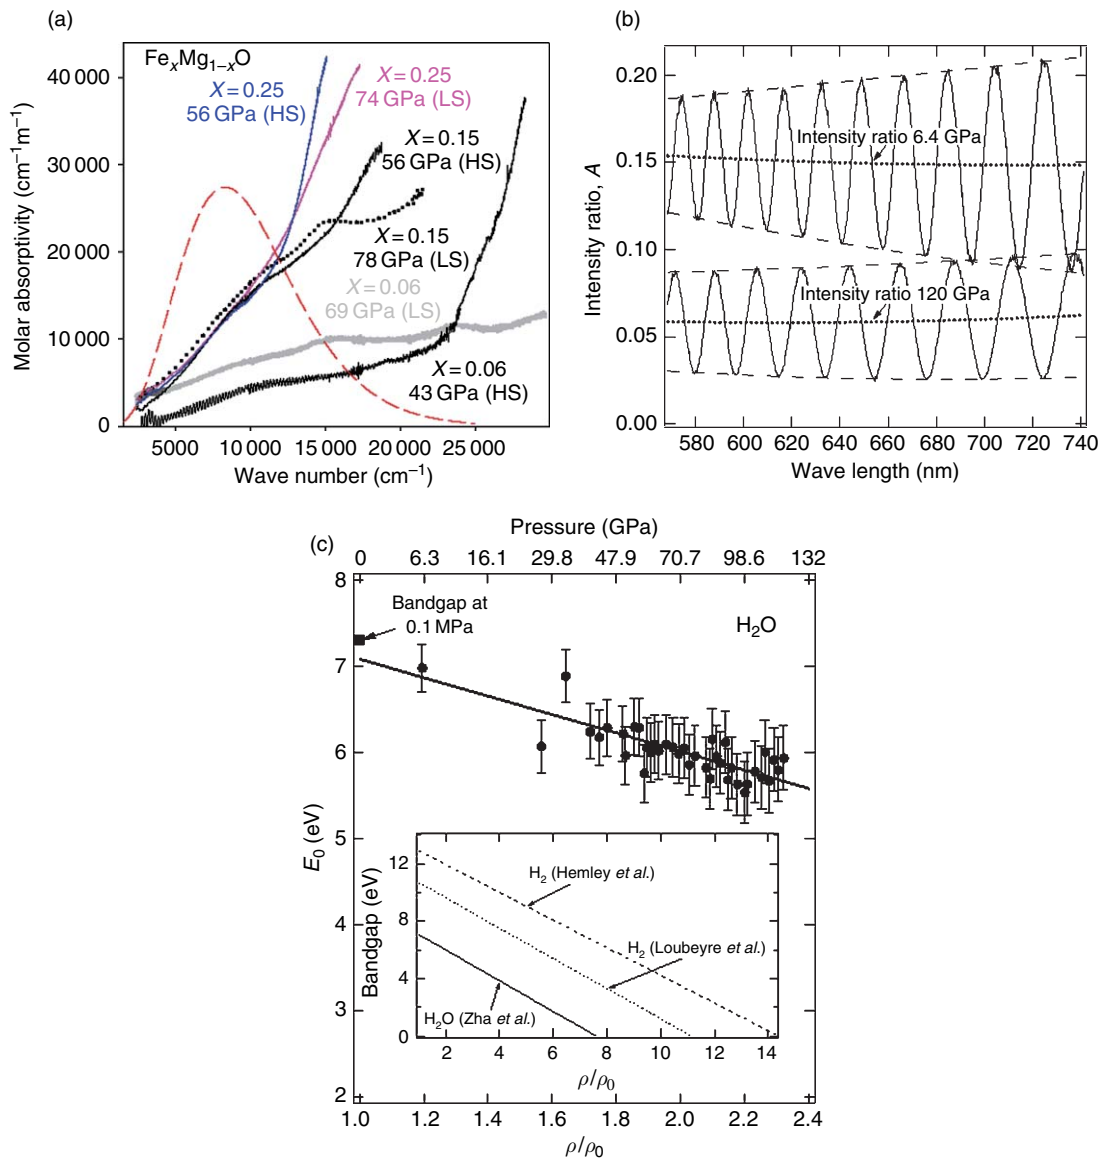 (a)
Fe_xMg_{1−x}O
X = 0.25
56 GPa (HS)
X = 0.25
74 GPa (LS)
X = 0.15
56 GPa (HS)
X = 0.15
78 GPa (LS)
X = 0.06
69 GPa (LS)
X = 0.06
43 GPa (HS)
Molar absorptivity (cm⁻¹m⁻¹)
40 000
30 000
20 000
10 000
0
5000 10 000 15 000 20 000 25 000
Wave number (cm⁻¹)
(b)
Intensity ratio, A
0.20
0.15
0.10
0.05
0.00
Intensity ratio 6.4 GPa
Intensity ratio 120 GPa
580 600 620 640 660 680 700 720 740
Wave length (nm)
(c)
Pressure (GPa)
0 6.3 16.1 29.8 47.9 70.7 98.6 132
Bandgap at
0.1 MPa
H₂O
E₀ (eV)
8
7
6
5
4
3
2
Bandgap (eV)
12
8
4
0
H₂ (Hemley et al.)
H₂ (Loubeyre et al.)
H₂O (Zha et al.)
2 4 6 8 10 12 14
ρ/ρ₀
1.0 1.2 1.4 1.6 1.8 2.0 2.2 2.4
ρ/ρ₀